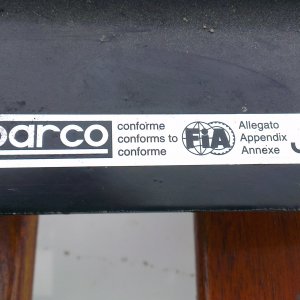 parco
conforme
conforms to
conforme
FIA
Allegato
Appendix
Annexe